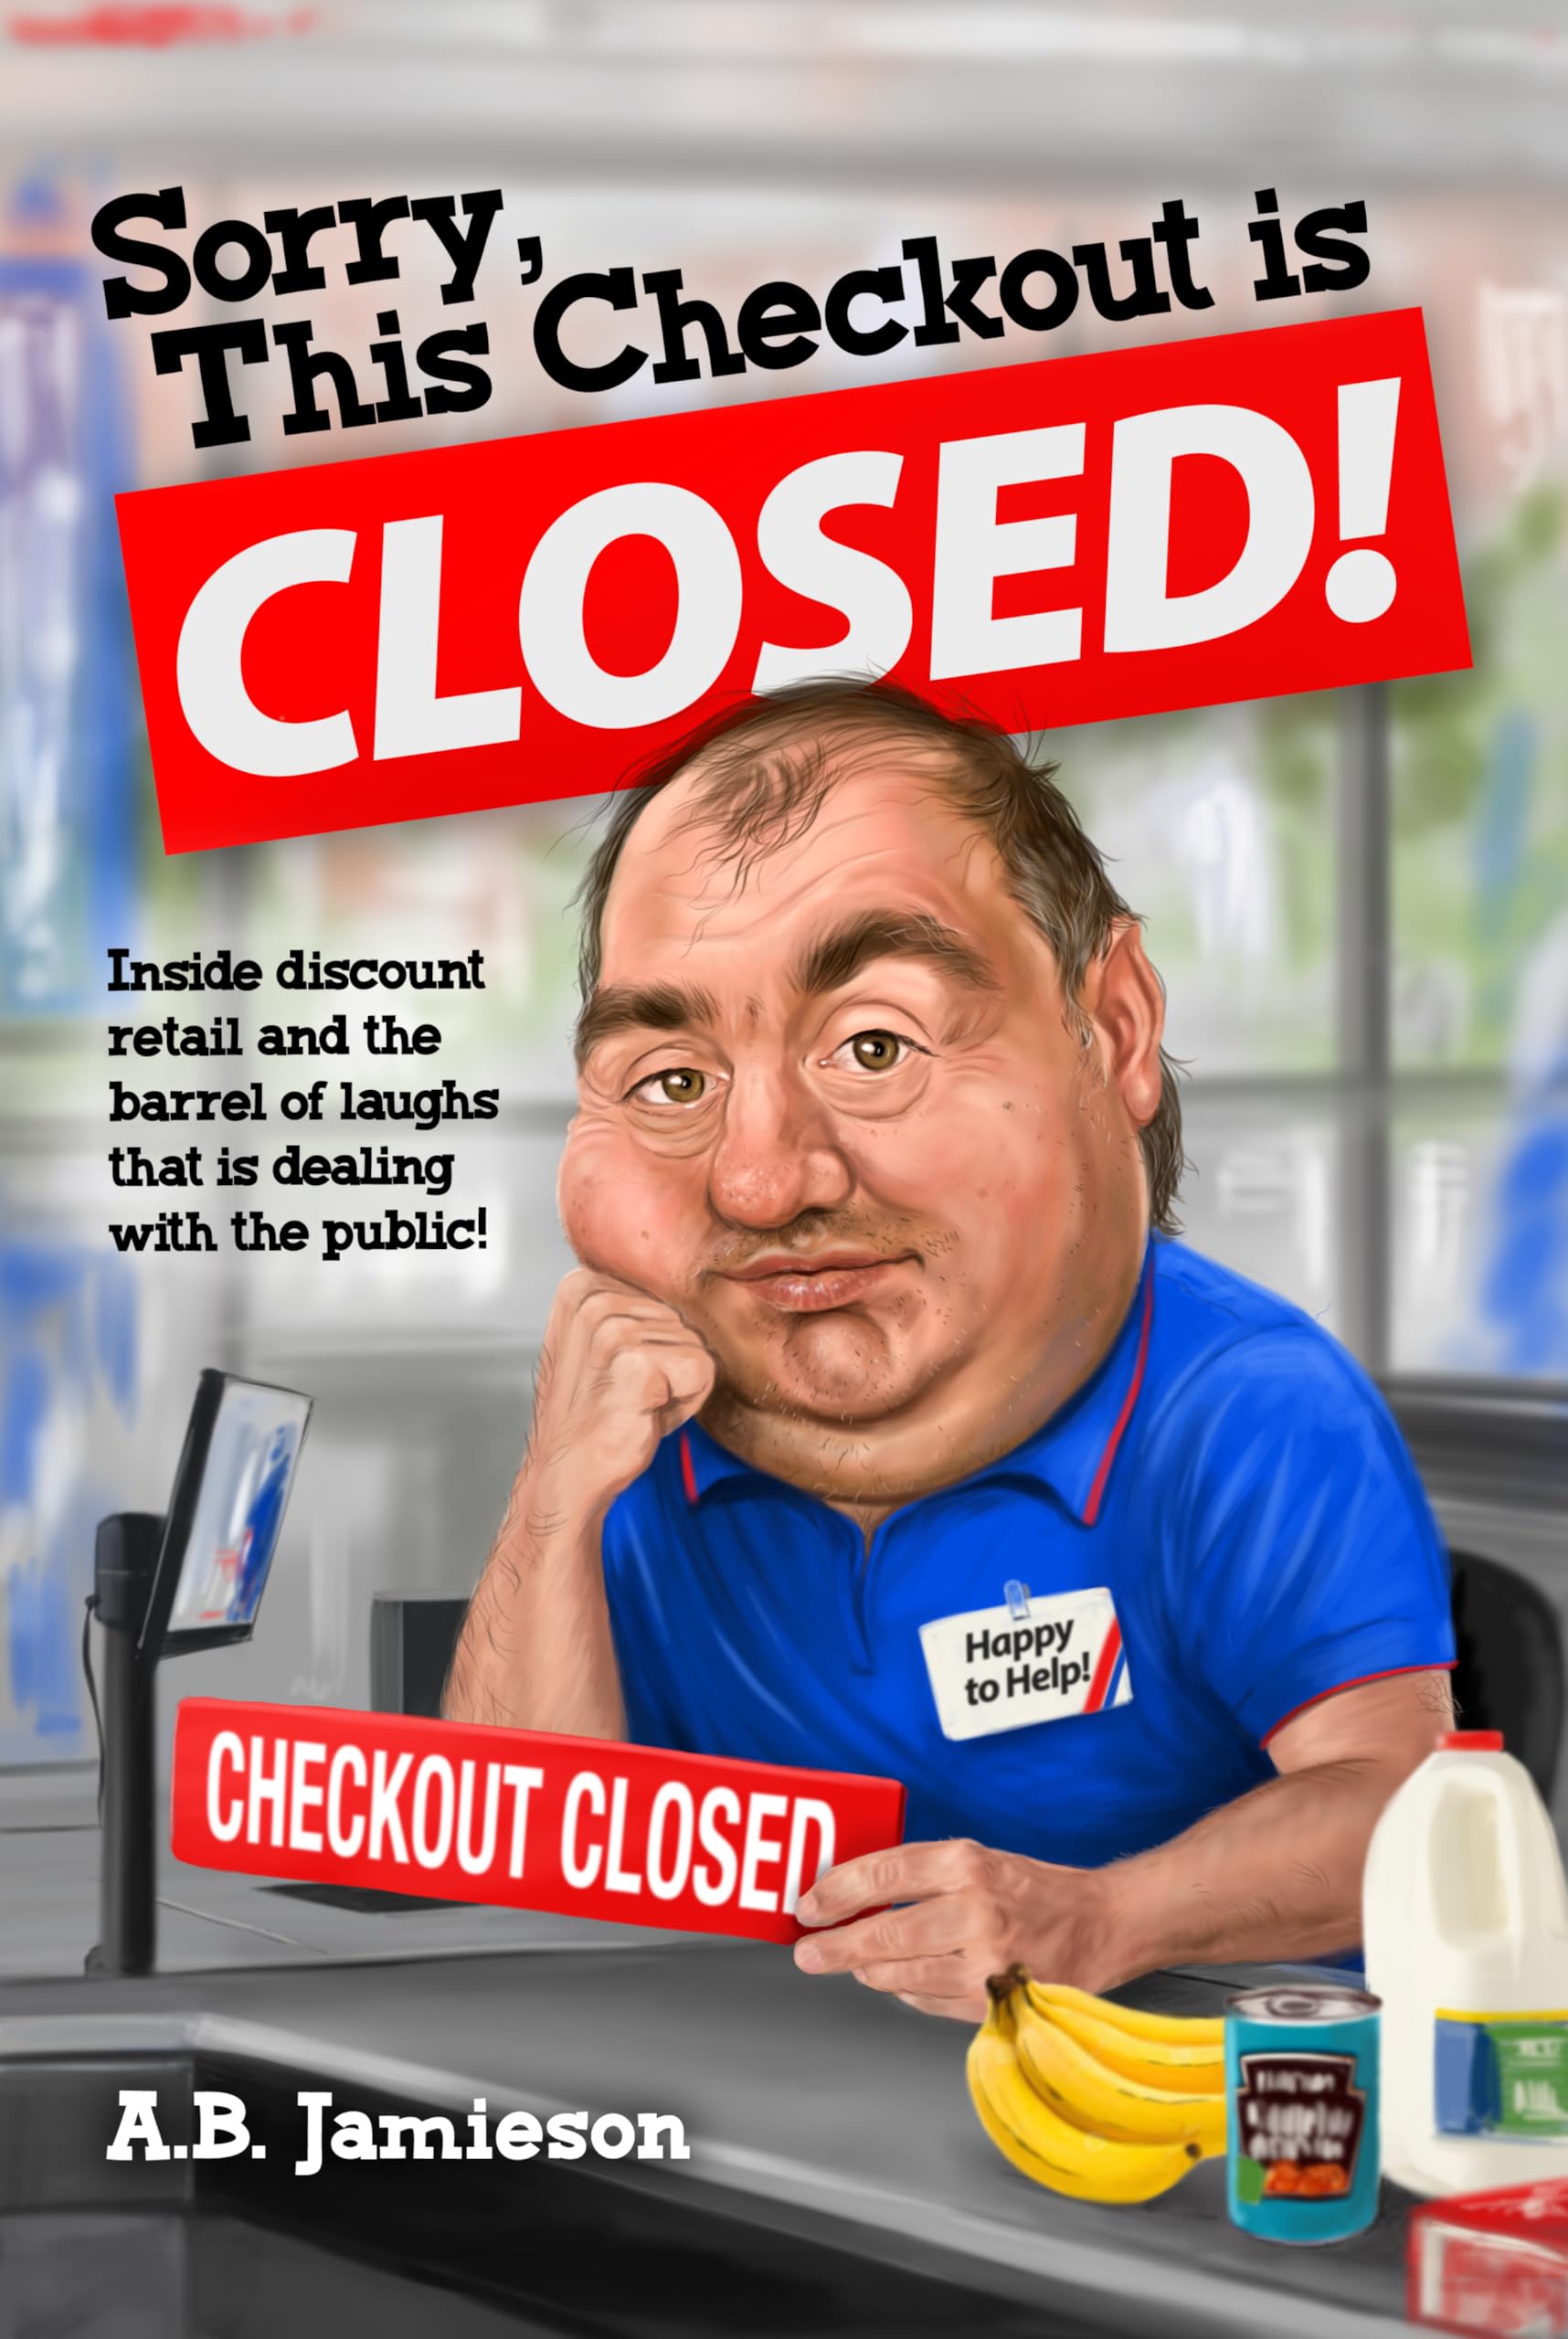 Sorry,
This Checkout is
CLOSED!
Inside discount
retail and the
barrel of laughs
that is dealing
with the public!
Happy
to Help!
CHECKOUT CLOSED
A.B. Jamieson